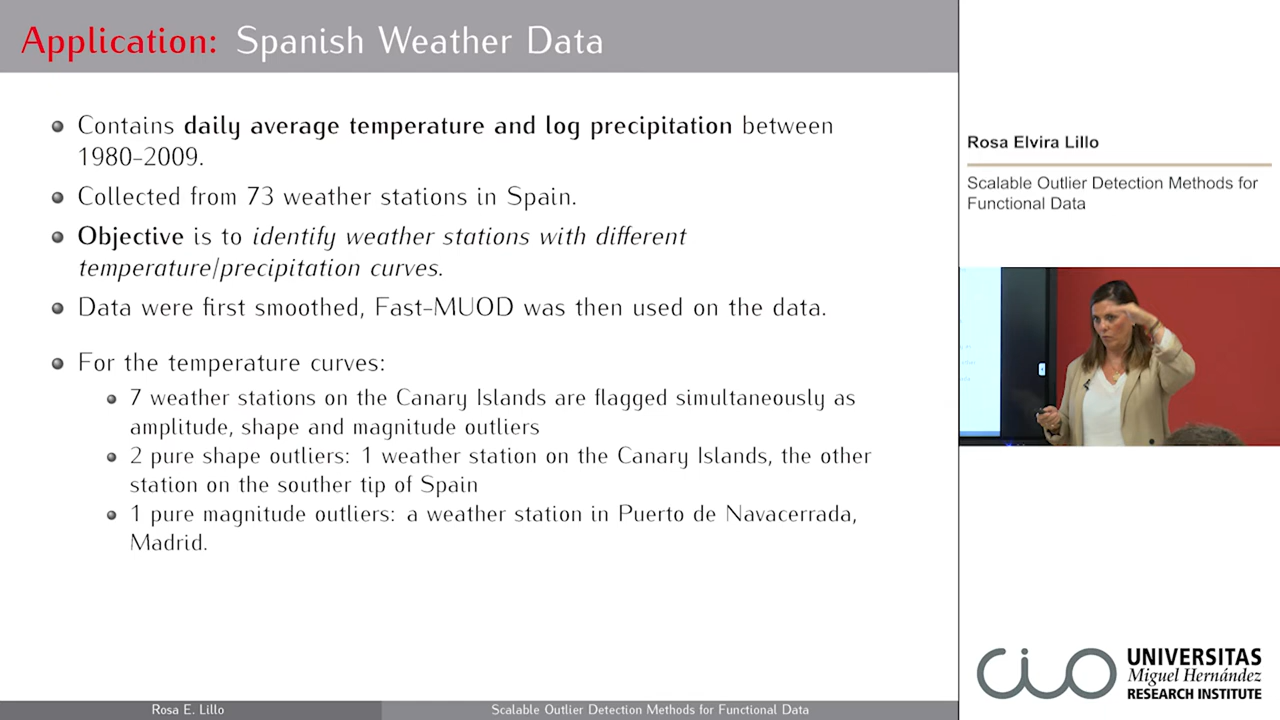 Application: Spanish Weather Data
Contains daily average temperature and log precipitation between
1980-2009.
Collected from 73 weather stations in Spain.
Objective is to identify weather stations with different
temperature/precipitation curves.
Data were first smoothed, Fast-MUOD was then used on the data.
For the temperature curves:
7 weather stations on the Canary Islands are flagged simultaneously as
amplitude, shape and magnitude outliers
2 pure shape outliers: 1 weather station on the Canary Islands, the other
station on the souther tip of Spain
1 pure magnitude outliers: a weather station in Puerto de Navacerrada,
Madrid.
Rosa E. Lillo
Scalable Outlier Detection Methods for Functional Data
Rosa Elvira Lillo
Scalable Outlier Detection Methods for
Functional Data
cio
UNIVERSITAS
Miguel Hernández
RESEARCH INSTITUTE